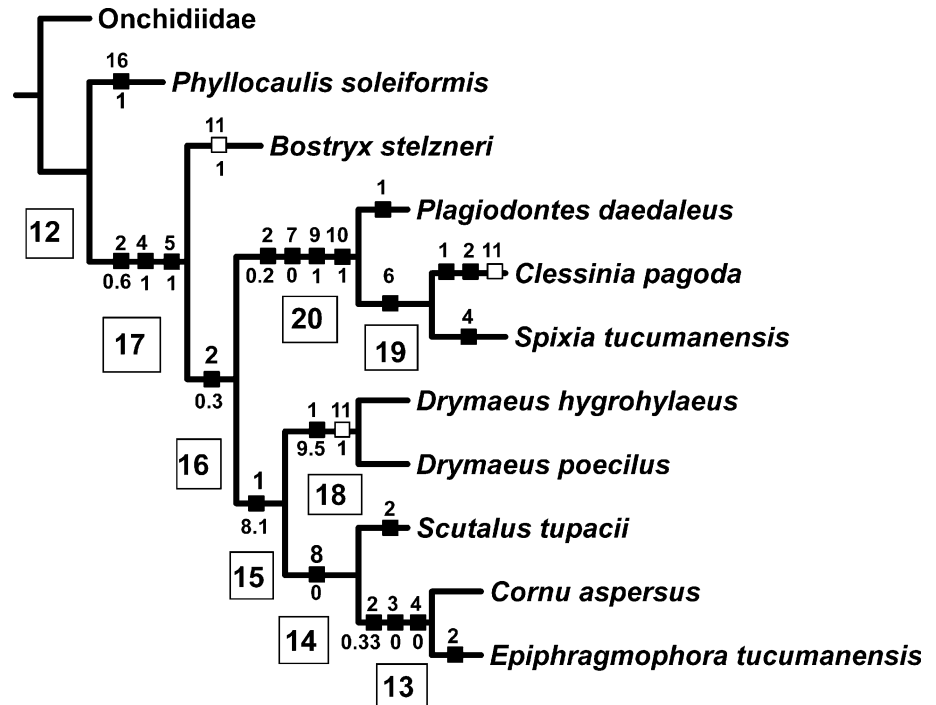 Onchidiidae
16
Phyllocaulis soleiformis
1
11
Bostryx stelzneri
1
1
Plagiodontes daedaleus
12
2 4 5
2 7 9 10
1 2 11
Clessinia pagoda
0.6 1 1
0.2 0 1 1
6
20
4
Spixia tucumanensis
17
19
2
0.3
1 11
Drymaeus hygrohylaeus
9.5 1
16
18
Drymaeus poecilus
1
8.1
2
Scutalus tupacii
15
8
0
Cornu aspersus
14
2 3 4
0.33 0 0
2
Epiphragmophora tucumanensis
13